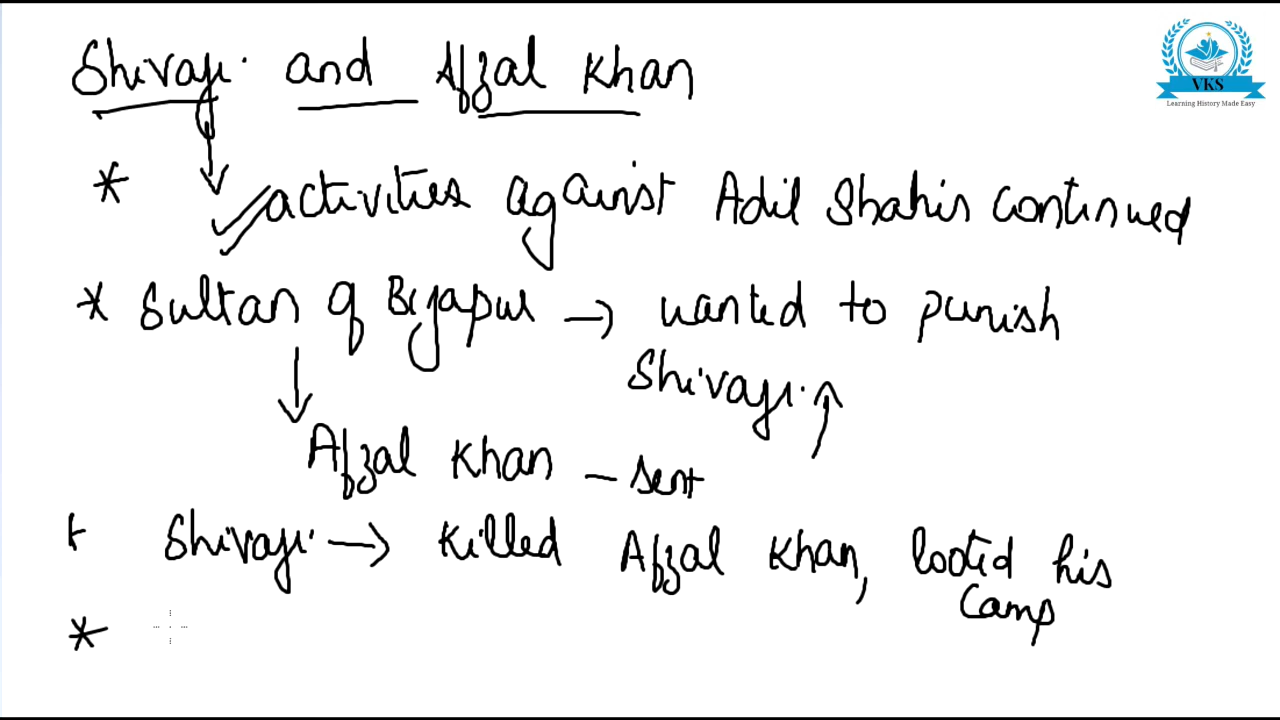 Shivaji and Afzal Khan
VKS
Learning History Made Easy
* activities against Adil Shahis continued
* Sultan of Bijapur → wanted to punish
Shivaji
Afzal Khan - sent
Shivaji → Killed Afzal Khan, looted his
Camp
*